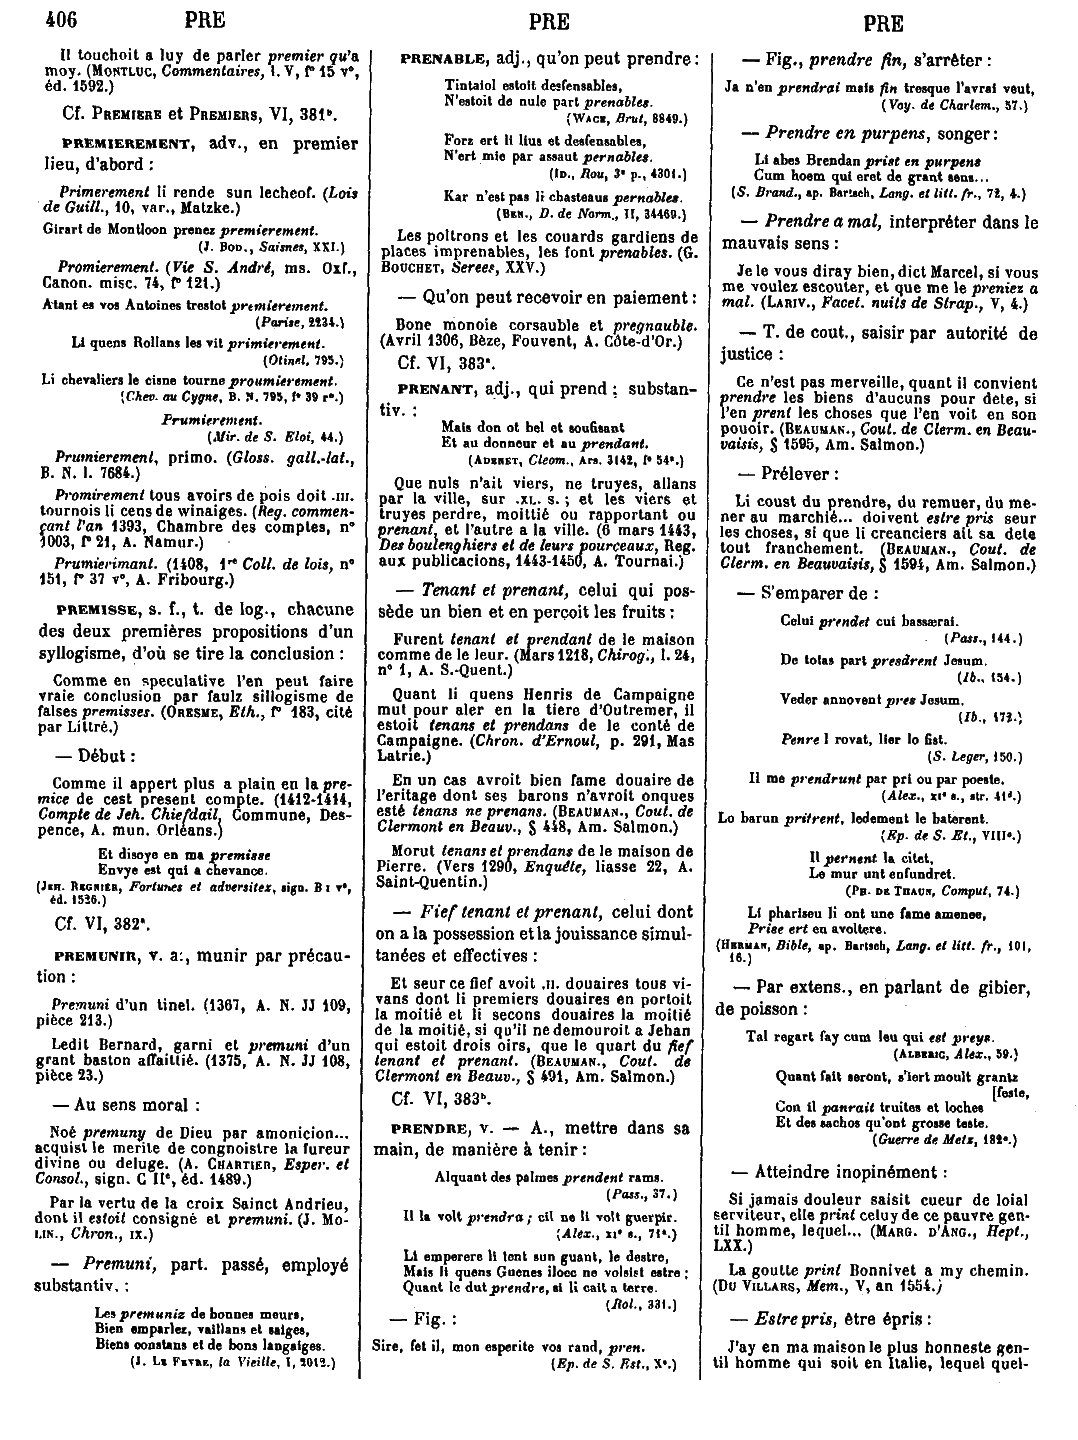 406 PRE PRE PRE
Il touchoit a luy de parler premier qu'a
moy. (MONTLUC, Commentaires, l. V, f° 15 v°,
éd. 1592.)
Cf. PREMIERE et PREMIERS, VI, 381ᵇ.
PREMIEREMENT, adv., en premier
lieu, d'abord :
Primerement li rende sun lecheof. (Lois
de Guill., 10, var., Matzke.)
Girart de Montloon prenez premierement.
(J. BOD., Saisnes, XXI.)
Promierement. (Vie S. André, ms. Oxf.,
Canon. misc. 74, f° 121.)
Atant es vos Antoines trestot premierement.
(Parise, 2234.)
Li quens Rollans les vit primierement.
(Otinel, 795.)
Li chevaliers le cisne tourne proumierement.
(Chev. au Cygne, B. N. 795, f° 39 r°.)
Prumierement.
(Mir. de S. Eloi, 44.)
Prumierement, primo. (Gloss. gall.-lat.,
B. N. l. 7684.)
Promirement tous avoirs de pois doit .III.
tournois li cens de winaiges. (Reg. commen-
çant l'an 1393, Chambre des comptes, n°
1003, f° 21, A. Namur.)
Prumierimant. (1408, 1ʳᵉ Coll. de lois, n°
151, f° 37 v°, A. Fribourg.)
PREMISSE, s. f., t. de log., chacune
des deux premières propositions d'un
syllogisme, d'où se tire la conclusion :
Comme en speculative l'en peut faire
vraie conclusion par faulz sillogisme de
falses premisses. (ORESME, Eth., f° 183, cité
par Littré.)
— Début :
Comme il appert plus a plain en la pre-
mice de cest present compte. (1412-1414,
Compte de Jeh. Chiefdail, Commune, Des-
pence, A. mun. Orléans.)
Et disoye en ma premisse
Envye est qui a chevance.
(JEH. REGNIER, Fortunes et adversitez, sign. B 1 v°,
éd. 1526.)
Cf. VI, 382ᵃ.
PREMUNIR, v. a., munir par précau-
tion :
Premuni d'un tinel. (1367, A. N. JJ 109,
pièce 213.)
Ledit Bernard, garni et premuni d'un
grant baston affaittié. (1375, A. N. JJ 108,
pièce 23.)
— Au sens moral :
Noé premuny de Dieu par amonicion...
acquist le merite de congnoistre la fureur
divine ou deluge. (A. CHARTIER, Esper. et
Consol., sign. C IIᵃ, éd. 1489.)
Par la vertu de la croix Sainct Andrieu,
dont il estoit consigné et premuni. (J. MO-
LIN., Chron., IX.)
— Premuni, part. passé, employé
substantiv. :
Les premuniz de bonnes meurs,
Bien emparlez, vaillans et saiges,
Biens constans et de bons langaiges.
(J. LE FEVRE, la Vieille, I, 2012.)
PRENABLE, adj., qu'on peut prendre :
Tintaiol estoit desfensables,
N'estoit de nule part prenables.
(WACE, Brut, 8849.)
Forz ert li lius et desfensables,
N'ert mie par assaut pernables.
(ID., Rou, 3ᵉ p., 4301.)
Kar n'est pas li chasteaus pernables.
(BEN., D. de Norm., II, 34469.)
Les poltrons et les couards gardiens de
places imprenables, les font prenables. (G.
BOUCHET, Serees, XXV.)
— Qu'on peut recevoir en paiement :
Bone monoie corsauble et pregnauble.
(Avril 1306, Bèze, Fouvent, A. Côte-d'Or.)
Cf. VI, 383ᵃ.
PRENANT, adj., qui prend ; substan-
tiv. :
Mais don ot bel et soufisant
Et au donneur et au prendant.
(ADENET, Cleom., Ars. 3142, f° 54ᵃ.)
Que nuls n'ait viers, ne truyes, allans
par la ville, sur .XL. s. ; et les viers et
truyes perdre, moittié ou rapportant ou
prenant, et l'autre a la ville. (6 mars 1443,
Des boulenghiers et de leurs pourceaux, Reg.
aux publicacions, 1443-1450, A. Tournai.)
— Tenant et prenant, celui qui pos-
sède un bien et en perçoit les fruits :
Furent tenant et prendant de le maison
comme de le leur. (Mars 1218, Chirog., l. 24,
n° 1, A. S.-Quent.)
Quant li quens Henris de Campaigne
mut pour aler en la tiere d'Outremer, il
estoit tenans et prendans de le conté de
Campaigne. (Chron. d'Ernoul, p. 291, Mas
Latrie.)
En un cas avroit bien fame douaire de
l'eritage dont ses barons n'avroit onques
esté tenans ne prenans. (BEAUMAN., Cout. de
Clermont en Beauv., § 448, Am. Salmon.)
Morut tenans et prendans de le maison de
Pierre. (Vers 1290, Enquête, liasse 22, A.
Saint-Quentin.)
— Fief tenant et prenant, celui dont
on a la possession et la jouissance simul-
tanées et effectives :
Et seur ce fief avoit .II. douaires tous vi-
vans dont li premiers douaires en portoit
la moitié et li secons douaires la moitié
de la moitié, si qu'il ne demouroit a Jehan
qui estoit drois oirs, que le quart du fief
tenant et prenant. (BEAUMAN., Cout. de
Clermont en Beauv., § 491, Am. Salmon.)
Cf. VI, 383ᵇ.
PRENDRE, v. — A., mettre dans sa
main, de manière à tenir :
Alquant des palmes prendent rams.
(Pass., 37.)
Il la volt prendra ; cil ne li volt guerpir.
(Alex., XIᵉ s., 71ᵃ.)
Li emperere li tent sun guant, le destre,
Mais li quens Guenes iloec ne volsist estre ;
Quant le dut prendre, si li cait a terre.
(Rol., 331.)
— Fig. :
Sire, fet il, mon esperite vos rand, pren.
(Ep. de S. Est., Xᵉ.)
— Fig., prendre fin, s'arrêter :
Ja n'en prendrai mais fin tresque l'avrai veut,
(Voy. de Charlem., 57.)
— Prendre en purpens, songer :
Li abes Brendan prist en purpens
Cum hoem qui eret de grant sens...
(S. Brand., ap. Bartsch, Lang. et litt. fr., 72, 4.)
— Prendre a mal, interpréter dans le
mauvais sens :
Je le vous diray bien, dict Marcel, si vous
me voulez escouter, et que me le preniez a
mal. (LARIV., Facet. nuits de Strap., V, 4.)
— T. de cout., saisir par autorité de
justice :
Ce n'est pas merveille, quant il convient
prendre les biens d'aucuns pour dete, si
l'en prent les choses que l'en voit en son
pouoir. (BEAUMAN., Cout. de Clerm. en Beau-
vaisis, § 1595, Am. Salmon.)
— Prélever :
Li coust du prendre, du remuer, du me-
ner au marchié... doivent estre pris seur
les choses, si que li creanciers ait sa dete
tout franchement. (BEAUMAN., Cout. de
Clerm. en Beauvaisis, § 1594, Am. Salmon.)
— S'emparer de :
Celui prendet cui bassærai.
(Pass., 144.)
De totas part presdrent Jesum.
(Ib., 154.)
Veder annovent pres Jesum.
(Ib., 173.)
Penre l rovat, lier lo fist.
(S. Leger, 150.)
Il me prendrunt par pri ou par poeste.
(Alex., XIᵉ s., str. 41ᵈ.)
Lo barun pritrent, ledement le baterent.
(Ep. de S. Et., VIIIᵉ.)
Il pernent la citet,
Le mur unt enfundret.
(PH. DE THAUN, Comput, 74.)
Li phariseu li ont une fame amenee,
Prise ert en avoltere.
(HERMAN, Bible, ap. Bartsch, Lang. et litt. fr., 101,
16.)
— Par extens., en parlant de gibier,
de poisson :
Tal regart fay cum leu qui est preys.
(ALBERIC, Alex., 59.)
Quant fait seront, s'iert moult grantz
[feste,
Con il panrait truites et loches
Et des sachos qu'ont grosse teste.
(Guerre de Metz, 182ᵃ.)
— Atteindre inopinément :
Si jamais douleur saisit cueur de loial
serviteur, elle print celuy de ce pauvre gen-
til homme, lequel... (MARG. D'ANG., Hept.,
LXX.)
La goutte print Bonnivet a my chemin.
(DU VILLARS, Mem., V, an 1554.)
— Estre pris, être épris :
J'ay en ma maison le plus honneste gen-
til homme qui soit en Italie, lequel quel-